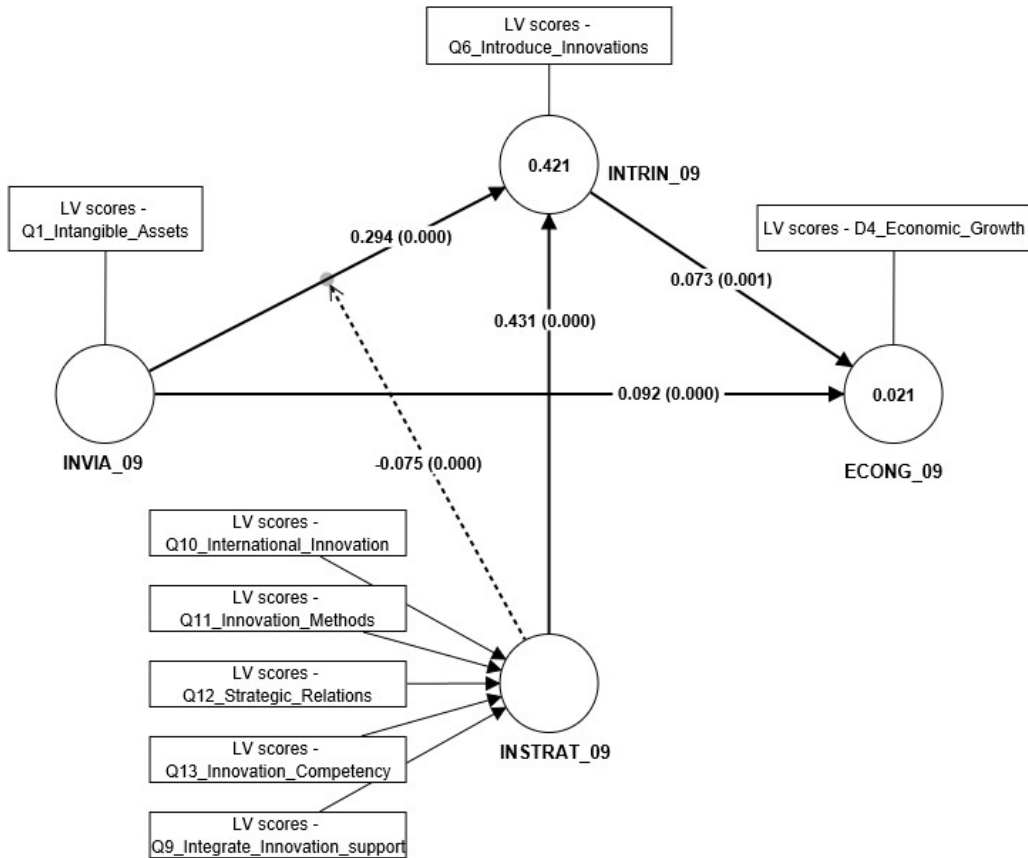 LV scores -
Q6_Introduce_Innovations
0.421
INTRIN_09
LV scores -
Q1_Intangible_Assets
0.294 (0.000)
LV scores - D4_Economic_Growth
0.073 (0.001)
0.431 (0.000)
0.092 (0.000)
0.021
INVIA_09
-0.075 (0.000)
ECONG_09
LV scores -
Q10_International_Innovation
LV scores -
Q11_Innovation_Methods
LV scores -
Q12_Strategic_Relations
LV scores -
Q13_Innovation_Competency
INSTRAT_09
LV scores -
Q9_Integrate_Innovation_support